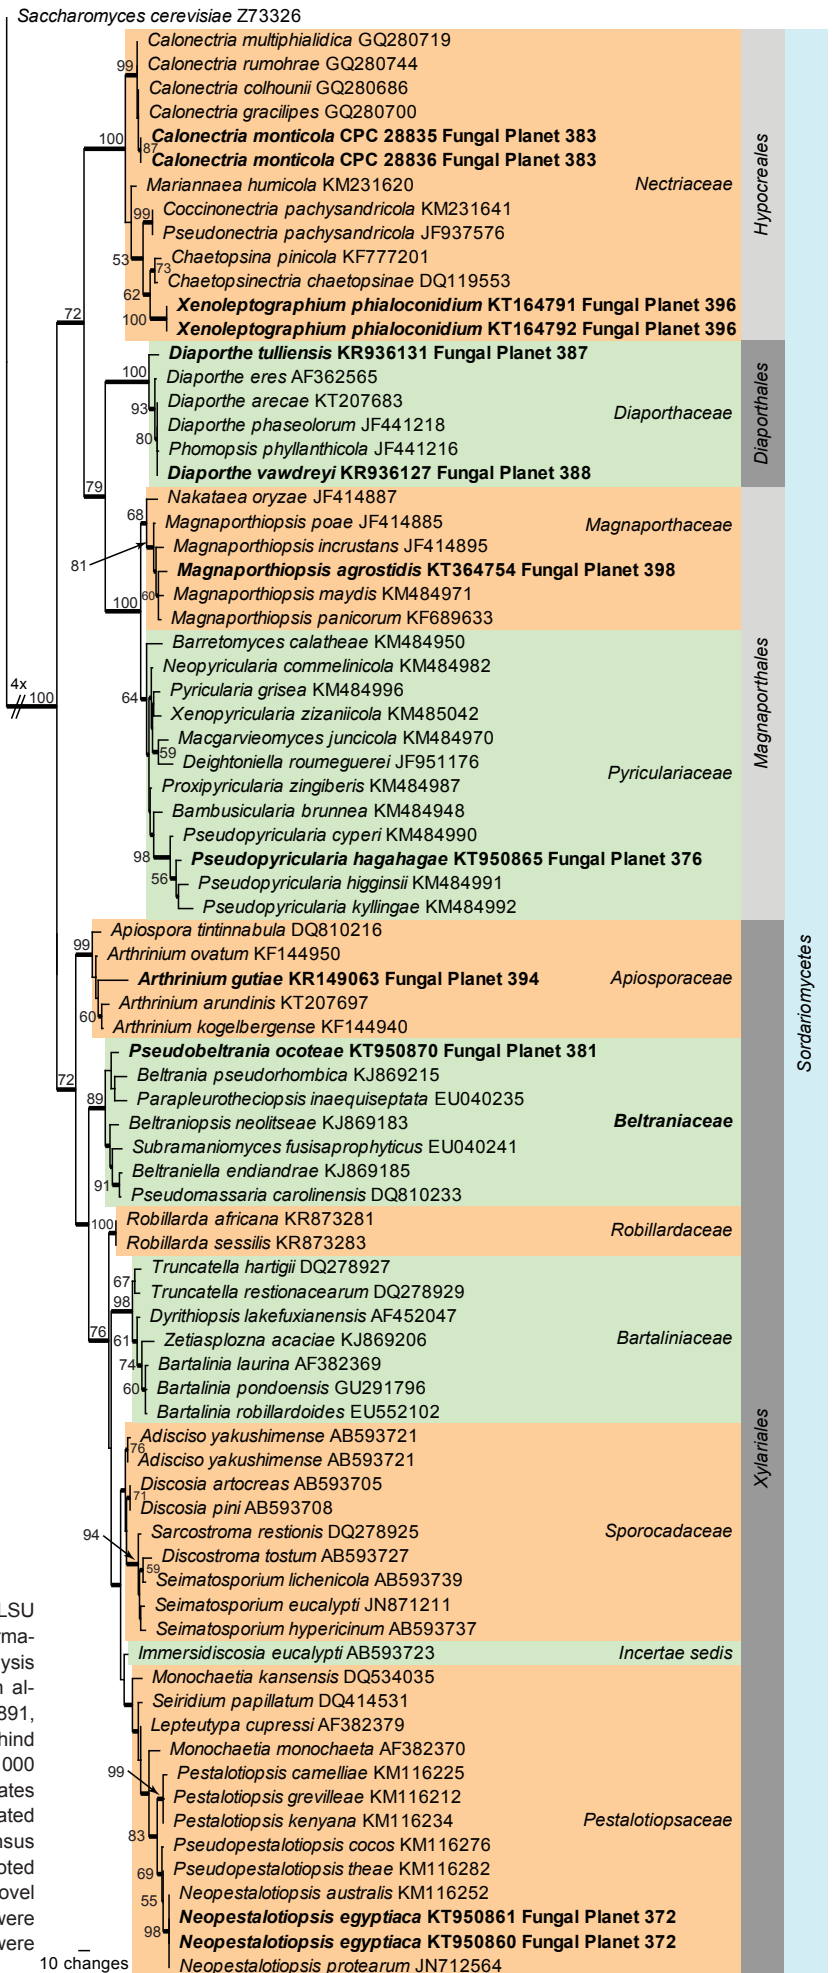 Saccharomyces cerevisiae Z73326
Calonectria multiphialidica GQ280719
99
Calonectria rumohrae GQ280744
Calonectria colhounii GQ280686
Calonectria gracilipes GQ280700
100
Calonectria monticola CPC 28835 Fungal Planet 383
87
Calonectria monticola CPC 28836 Fungal Planet 383
Mariannaea humicola KM231620
Nectriaceae
Hypocreales
99
Coccinonectria pachysandricola KM231641
Pseudonectria pachysandricola JF937576
53
Chaetopsina pinicola KF777201
73
Chaetopsinectria chaetopsinae DQ119553
62
Xenoleptographium phialoconidium KT164791 Fungal Planet 396
100
Xenoleptographium phialoconidium KT164792 Fungal Planet 396
72
Diaporthe tulliensis KR936131 Fungal Planet 387
100
Diaporthe eres AF362565
93
Diaporthe arecae KT207683
Diaporthaceae
Diaporthales
Diaporthe phaseolorum JF441218
80
Phomopsis phyllanthicola JF441216
Diaporthe vawdreyi KR936127 Fungal Planet 388
79
Nakataea oryzae JF414887
68
Magnaporthiopsis poae JF414885
Magnaporthaceae
Magnaporthiopsis incrustans JF414895
81
Magnaporthiopsis agrostidis KT364754 Fungal Planet 398
60
Magnaporthiopsis maydis KM484971
100
Magnaporthiopsis panicorum KF689633
Barretomyces calatheae KM484950
Neopyricularia commelinicola KM484982
4x
100
64
Pyricularia grisea KM484996
Xenopyricularia zizaniicola KM485042
Magnaporthales
Macgarvieomyces juncicola KM484970
59
Deightoniella roumeguerei JF951176
Pyriculariaceae
Proxipyricularia zingiberis KM484987
Bambusicularia brunnea KM484948
Pseudopyricularia cyperi KM484990
98
Pseudopyricularia hagahagae KT950865 Fungal Planet 376
56
Pseudopyricularia higginsii KM484991
Pseudopyricularia kyllingae KM484992
Apiospora tintinnabula DQ810216
99
Arthrinium ovatum KF144950
Arthrinium gutiae KR149063 Fungal Planet 394
Apiosporaceae
Arthrinium arundinis KT207697
60
Arthrinium kogelbergense KF144940
Sordariomycetes
Pseudobeltrania ocoteae KT950870 Fungal Planet 381
72
Beltrania pseudorhombica KJ869215
89
Parapleurotheciopsis inaequiseptata EU040235
Beltraniopsis neolitseae KJ869183
Beltraniaceae
Subramaniomyces fusisaprophyticus EU040241
Beltraniella endiandrae KJ869185
91
Pseudomassaria carolinensis DQ810233
100
Robillarda africana KR873281
Robillardaceae
Robillarda sessilis KR873283
Truncatella hartigii DQ278927
67
Truncatella restionacearum DQ278929
98
Dyrithiopsis lakefuxianensis AF452047
76
61
Zetiasplozna acaciae KJ869206
Bartaliniaceae
74
Bartalinia laurina AF382369
60
Bartalinia pondoensis GU291796
Bartalinia robillardoides EU552102
Xylariales
Adisciso yakushimense AB593721
76
Adisciso yakushimense AB593721
Discosia artocreas AB593705
71
Discosia pini AB593708
94
Sarcostroma restionis DQ278925
Sporocadaceae
Discostroma tostum AB593727
59
Seimatosporium lichenicola AB593739
Seimatosporium eucalypti JN871211
Seimatosporium hypericinum AB593737
Immersidiscosia eucalypti AB593723
Incertae sedis
Monochaetia kansensis DQ534035
Seiridium papillatum DQ414531
Lepteutypa cupressi AF382379
Monochaetia monochaeta AF382370
99
Pestalotiopsis camelliae KM116225
Pestalotiopsis grevilleae KM116212
Pestalotiopsis kenyana KM116234
Pestalotiopsaceae
83
Pseudopestalotiopsis cocos KM116276
69
Pseudopestalotiopsis theae KM116282
55
Neopestalotiopsis australis KM116252
Neopestalotiopsis egyptiaca KT950861 Fungal Planet 372
98
Neopestalotiopsis egyptiaca KT950860 Fungal Planet 372
Neopestalotiopsis protearum JN712564
10 changes
LSU
rma-
ysis
n al-
891,
hind
000
ates
ated
nsus
oted
ovel
were
were